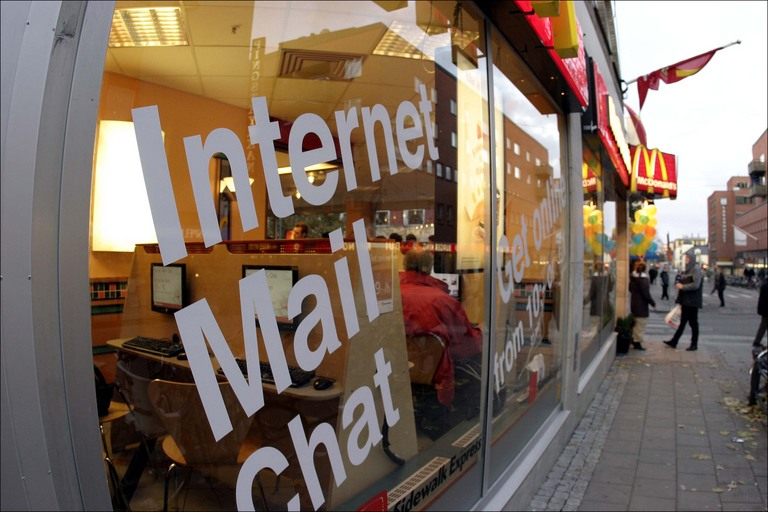 Internet
Mail
Chat
Get online
from
Sidewalk Express
McDonald's